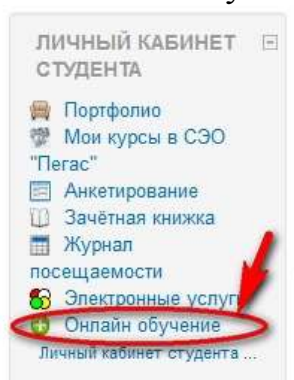 ЛИЧНЫЙ КАБИНЕТ
СТУДЕНТА
Портфолио
Мои курсы в СЭО
"Пегас"
Анкетирование
Зачётная книжка
Журнал
посещаемости
Электронные услуги
Онлайн обучение
Личный кабинет студента ...